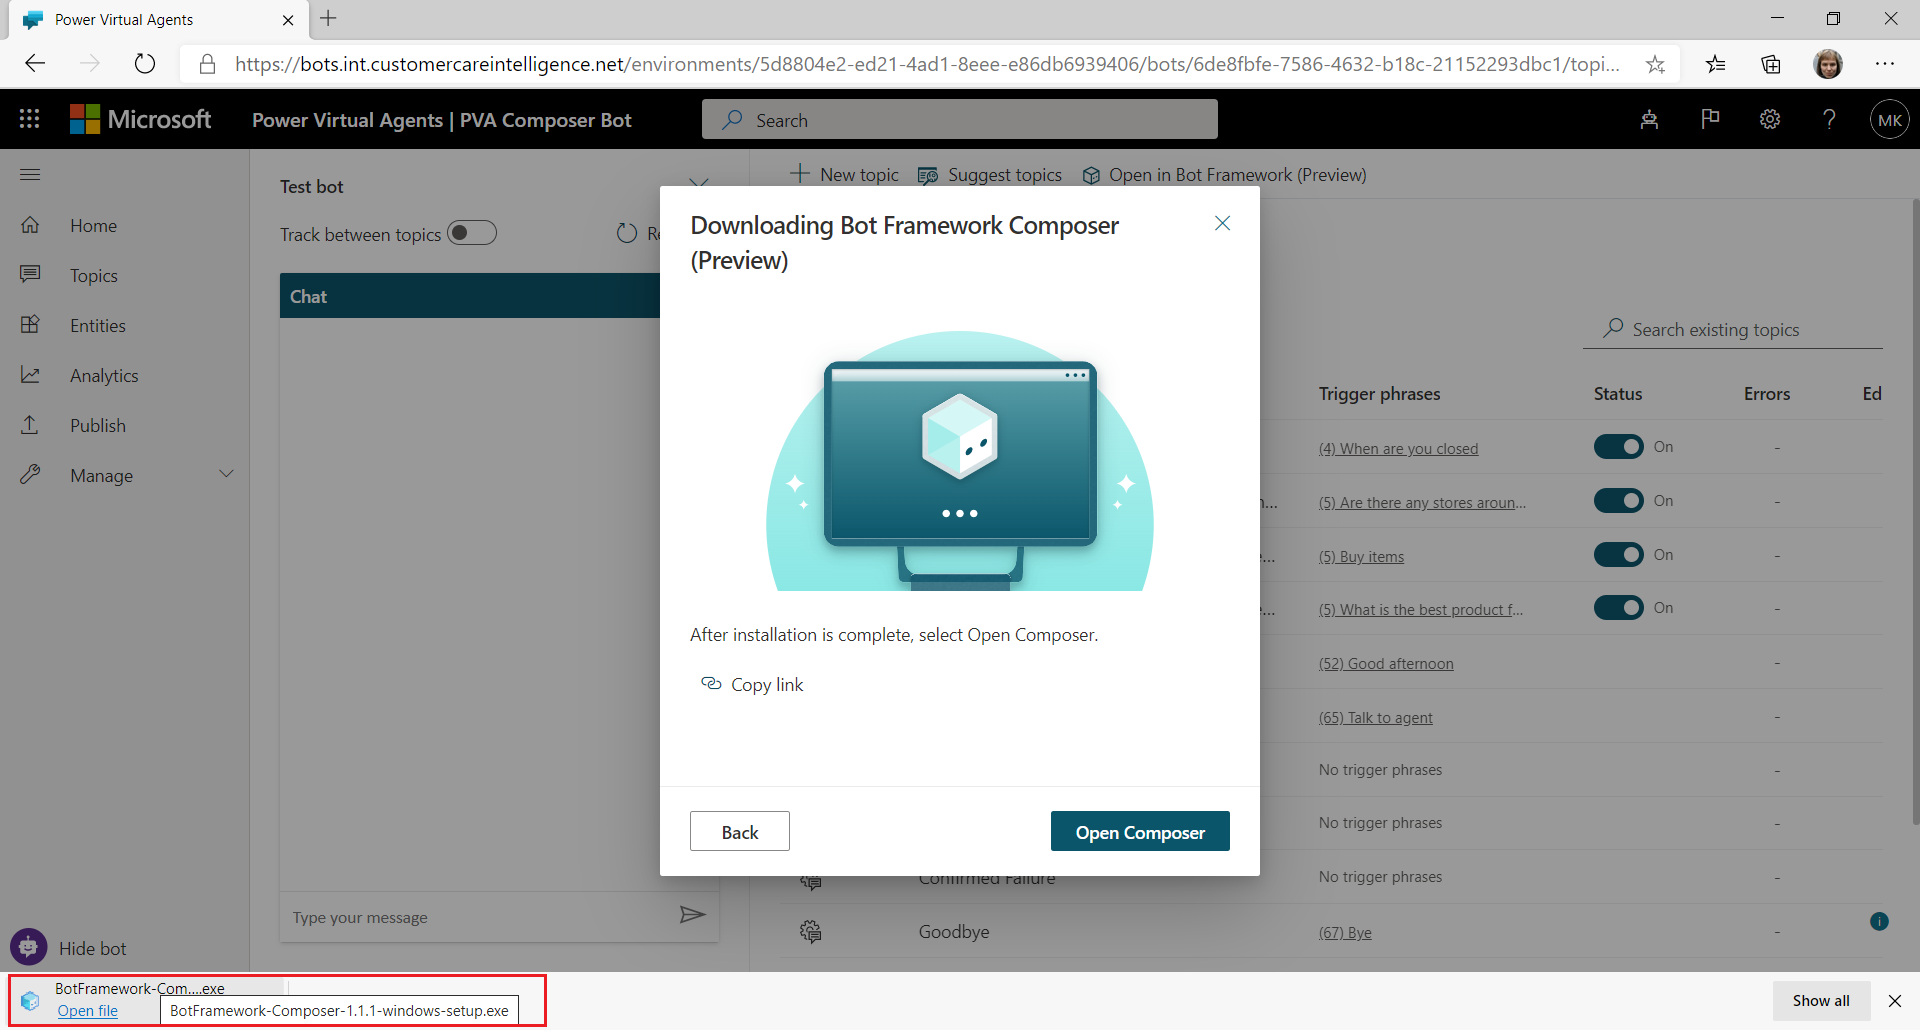 Power Virtual Agents
https://bots.int.customercareintelligence.net/environments/5d8804e2-ed21-4ad1-8eee-e86db6939406/bots/6de8fbfe-7586-4632-b18c-21152293dbc1/topi...
Microsoft
Power Virtual Agents | PVA Composer Bot
Search
MK
Home
Topics
Entities
Analytics
Publish
Manage
Hide bot
Test bot
Track between topics
Re
Chat
Type your message
New topic
Suggest topics
Open in Bot Framework (Preview)
Search existing topics
Trigger phrases Status Errors Ed
(4) When are you closed On -
n... (5) Are there any stores aroun... On -
e... (5) Buy items On -
e... (5) What is the best product f... On -
(52) Good afternoon -
(65) Talk to agent -
No trigger phrases -
No trigger phrases -
Confirmed Failure No trigger phrases -
Goodbye (67) Bye -
Downloading Bot Framework Composer
(Preview)
After installation is complete, select Open Composer.
Copy link
Back
Open Composer
BotFramework-Com....exe
Open file
BotFramework-Composer-1.1.1-windows-setup.exe
Show all